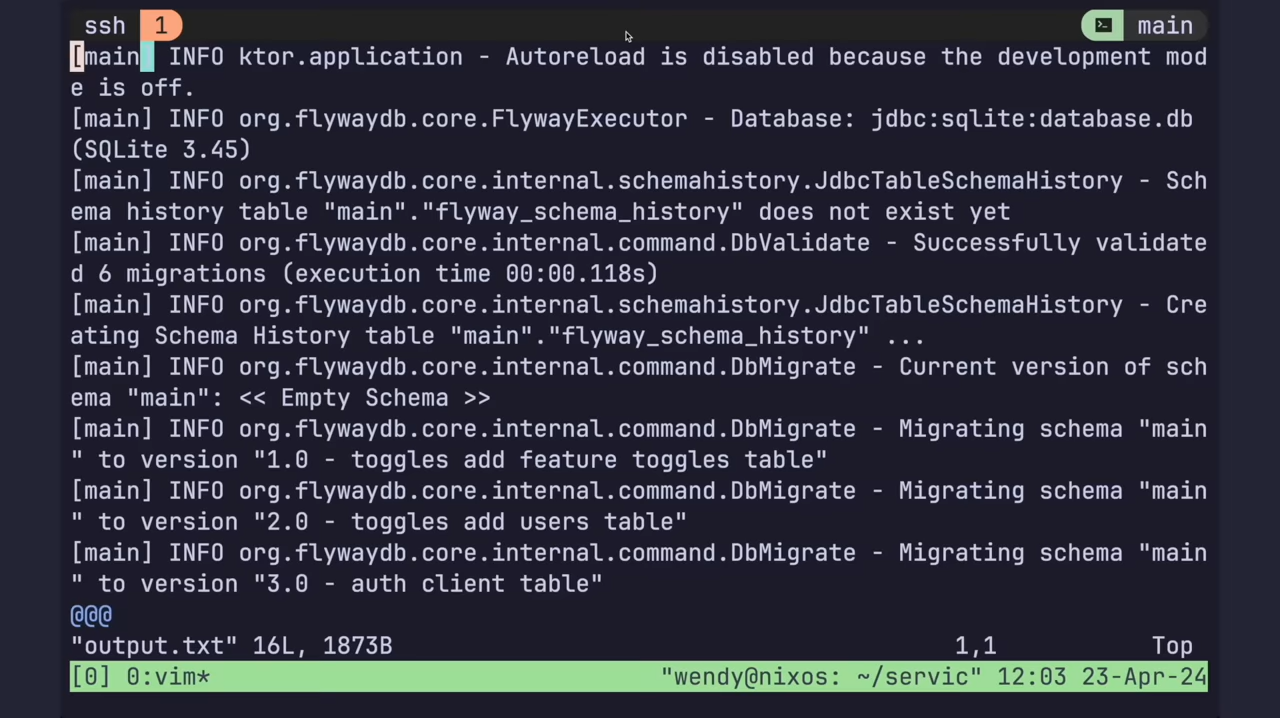 ssh 1 main
[main] INFO ktor.application - Autoreload is disabled because the development mod
e is off.
[main] INFO org.flywaydb.core.FlywayExecutor - Database: jdbc:sqlite:database.db
(SQLite 3.45)
[main] INFO org.flywaydb.core.internal.schemahistory.JdbcTableSchemaHistory - Sch
ema history table "main"."flyway_schema_history" does not exist yet
[main] INFO org.flywaydb.core.internal.command.DbValidate - Successfully validate
d 6 migrations (execution time 00:00.118s)
[main] INFO org.flywaydb.core.internal.schemahistory.JdbcTableSchemaHistory - Cre
ating Schema History table "main"."flyway_schema_history" ...
[main] INFO org.flywaydb.core.internal.command.DbMigrate - Current version of sch
ema "main": << Empty Schema >>
[main] INFO org.flywaydb.core.internal.command.DbMigrate - Migrating schema "main
" to version "1.0 - toggles add feature toggles table"
[main] INFO org.flywaydb.core.internal.command.DbMigrate - Migrating schema "main
" to version "2.0 - toggles add users table"
[main] INFO org.flywaydb.core.internal.command.DbMigrate - Migrating schema "main
" to version "3.0 - auth client table"
@@@
"output.txt" 16L, 1873B 1,1 Top
[0] 0:vim* "wendy@nixos: ~/servic" 12:03 23-Apr-24